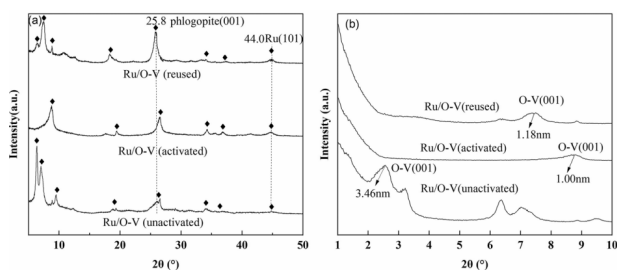 (a)
25.8 phlogopite(001)
44.0Ru(101)
Ru/O-V (reused)
Ru/O-V (activated)
Ru/O-V (unactivated)
Intensity(a.u.)
10 20 30 40 50
2θ (°)
(b)
Ru/O-V(reused)
O-V(001)
1.18nm
Ru/O-V(activated)
O-V(001)
1.00nm
O-V(001)
3.46nm
Ru/O-V(unactivated)
Intensity(a.u.)
1 2 3 4 5 6 7 8 9 10
2θ (°)